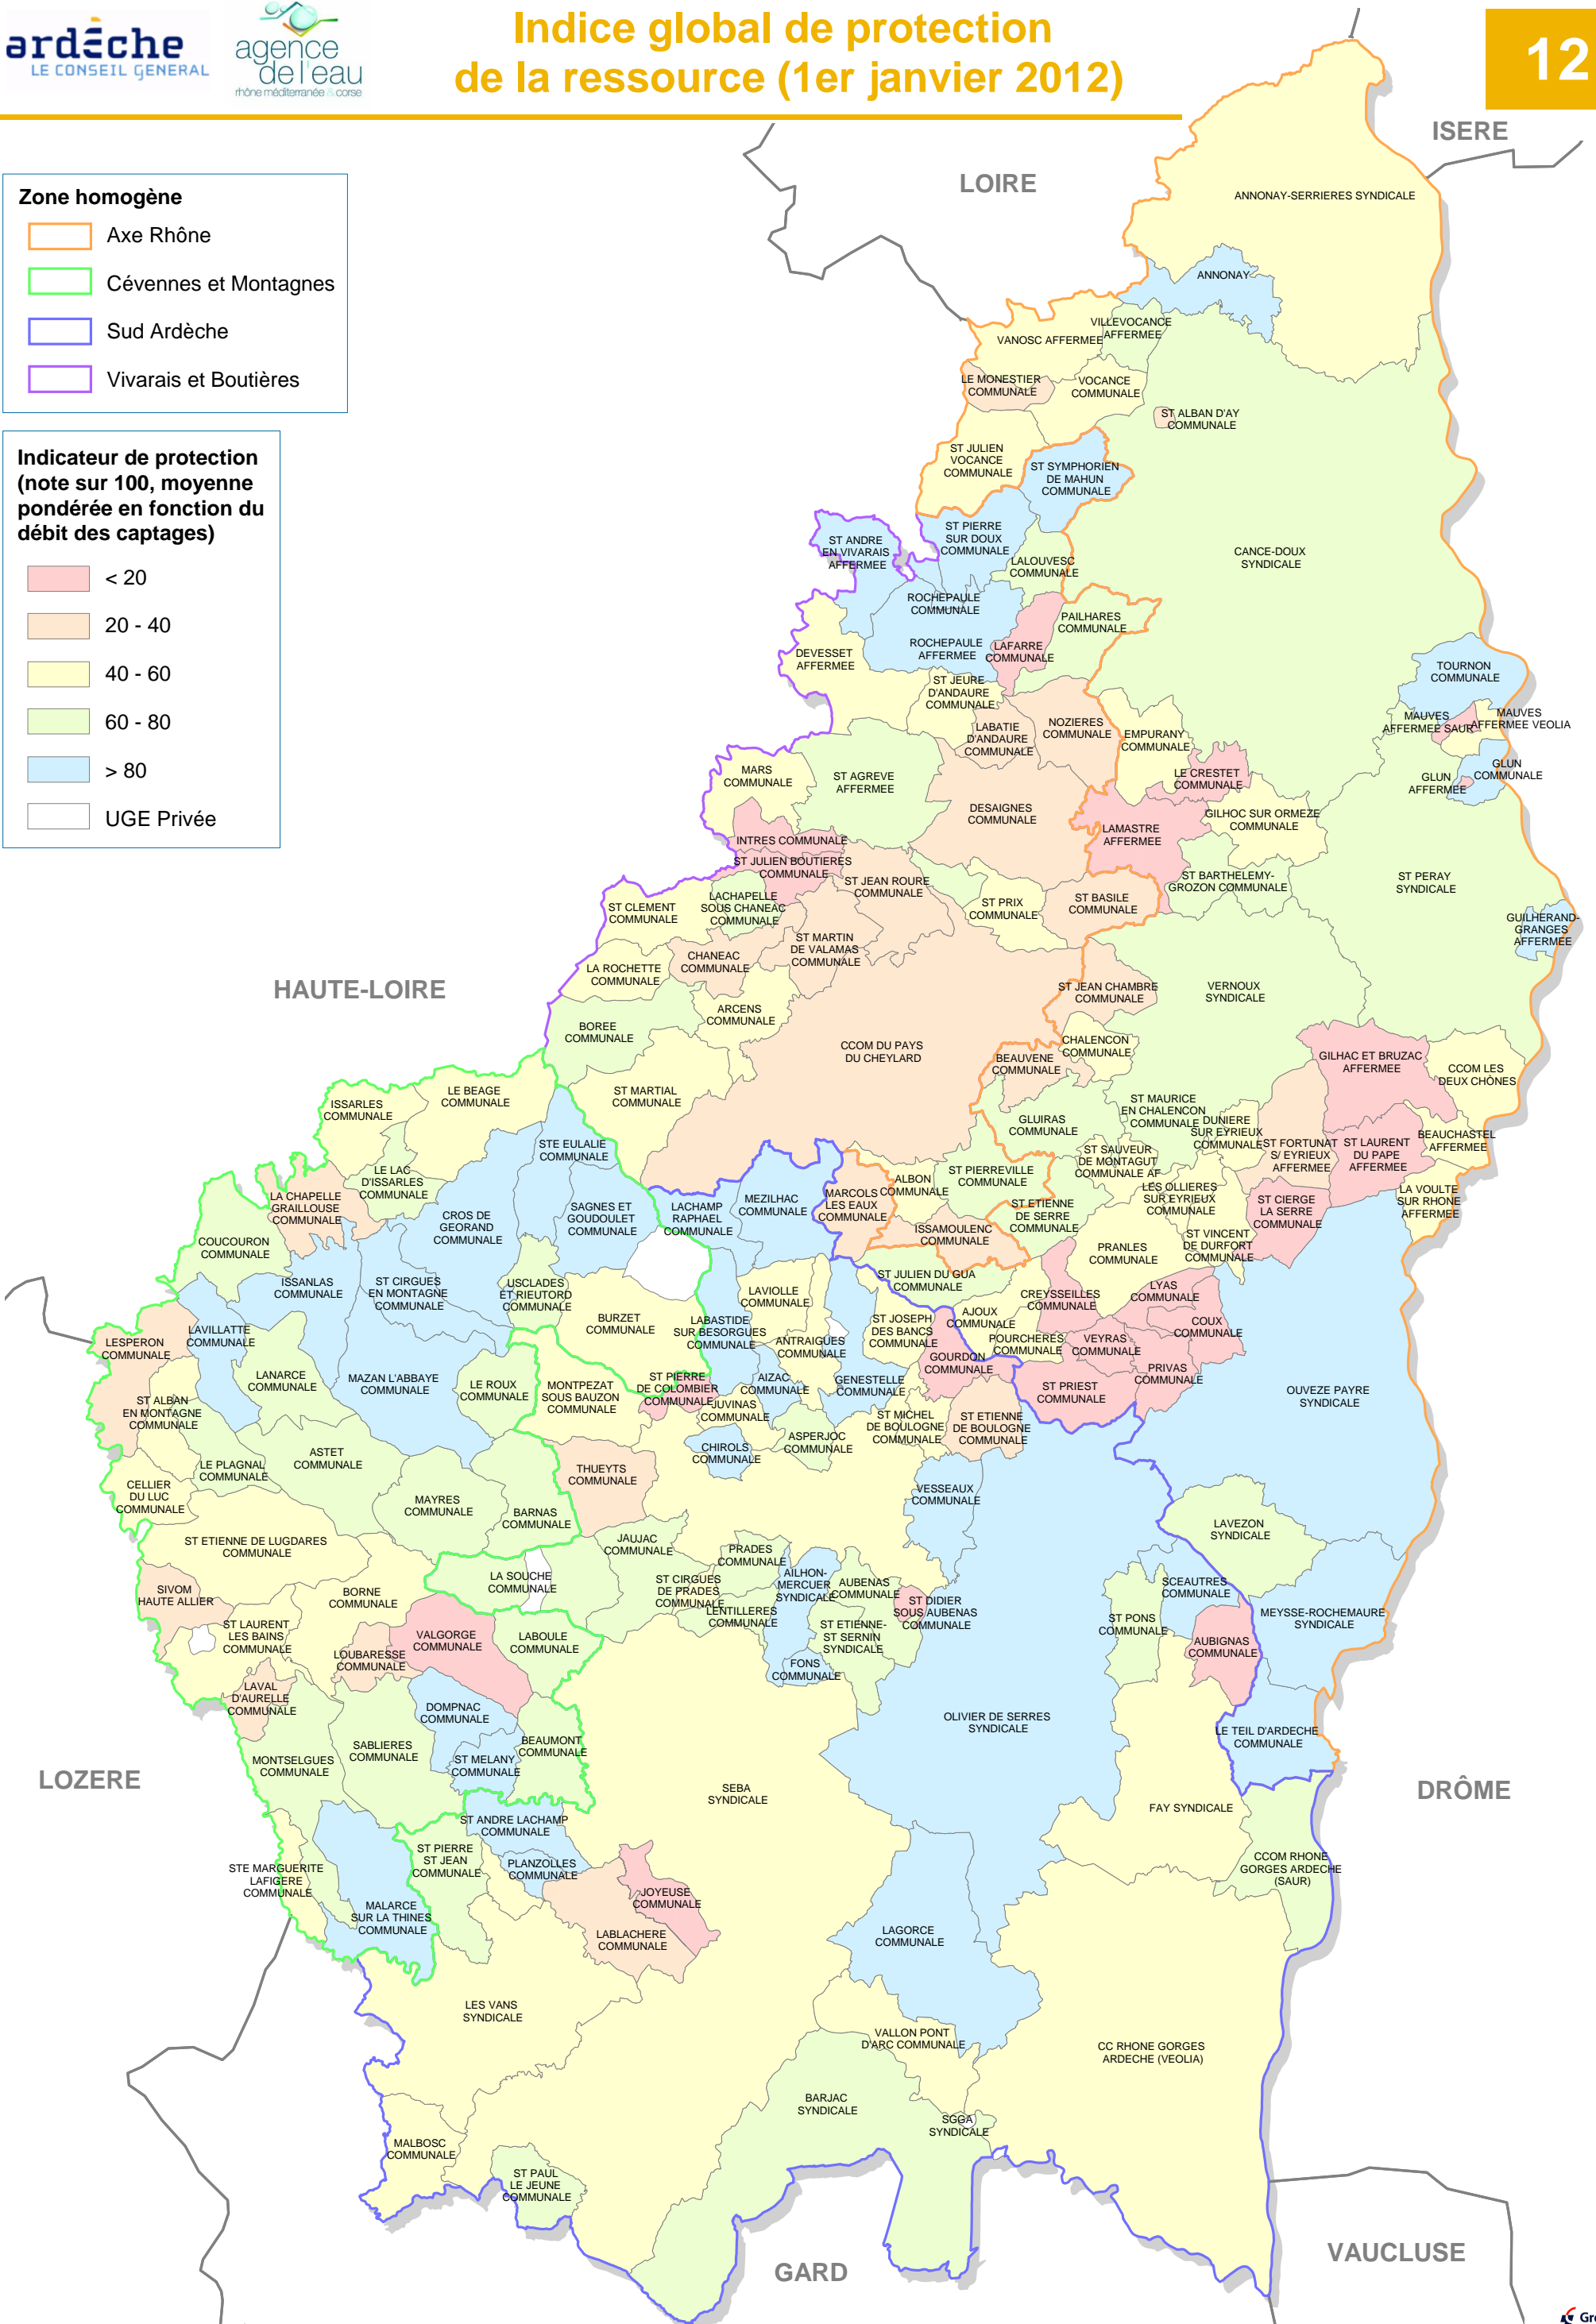 ardèche
LE CONSEIL GENERAL
agence
de l'eau
rhône méditerranée & corse
Indice global de protection
de la ressource (1er janvier 2012)
12
Zone homogène
Axe Rhône
Cévennes et Montagnes
Sud Ardèche
Vivarais et Boutières
Indicateur de protection
(note sur 100, moyenne
pondérée en fonction du
débit des captages)
< 20
20 - 40
40 - 60
60 - 80
> 80
UGE Privée
ISERE
LOIRE
HAUTE-LOIRE
LOZERE
DRÔME
GARD
VAUCLUSE
ANNONAY-SERRIERES SYNDICALE
ANNONAY
VILLEVOCANCE
AFFERMEE
VANOSC AFFERMEE
LE MONESTIER
COMMUNALE
VOCANCE
COMMUNALE
ST ALBAN D'AY
COMMUNALE
ST JULIEN
VOCANCE
COMMUNALE
ST SYMPHORIEN
DE MAHUN
COMMUNALE
ST PIERRE
SUR DOUX
COMMUNALE
ST ANDRE
EN VIVARAIS
AFFERMEE
LALOUVESC
COMMUNALE
CANCE-DOUX
SYNDICALE
ROCHEPAULE
COMMUNALE
PAILHARES
COMMUNALE
ROCHEPAULE
AFFERMEE
LAFARRE
COMMUNALE
DEVESSET
AFFERMEE
TOURNON
COMMUNALE
ST JEURE
D'ANDAURE
COMMUNALE
MAUVES
AFFERMEE SAUR
MAUVES
AFFERMEE VEOLIA
LABATIE
D'ANDAURE
COMMUNALE
NOZIERES
COMMUNALE
EMPURANY
COMMUNALE
MARS
COMMUNALE
ST AGREVE
AFFERMEE
LE CRESTET
COMMUNALE
GLUN
AFFERMEE
GLUN
COMMUNALE
DESAIGNES
COMMUNALE
LAMASTRE
AFFERMEE
GILHOC SUR ORMEZE
COMMUNALE
INTRES COMMUNALE
ST JULIEN BOUTIERES
COMMUNALE
ST JEAN ROURE
COMMUNALE
ST BARTHELEMY-
GROZON COMMUNALE
ST PERAY
SYNDICALE
LACHAPELLE
SOUS CHANEAC
COMMUNALE
ST CLEMENT
COMMUNALE
ST PRIX
COMMUNALE
ST BASILE
COMMUNALE
GUILHERAND-
GRANGES
AFFERMEE
ST MARTIN
DE VALAMAS
COMMUNALE
CHANEAC
COMMUNALE
LA ROCHETTE
COMMUNALE
ST JEAN CHAMBRE
COMMUNALE
VERNOUX
SYNDICALE
ARCENS
COMMUNALE
BOREE
COMMUNALE
CCOM DU PAYS
DU CHEYLARD
CHALENCON
COMMUNALE
BEAUVENE
COMMUNALE
GILHAC ET BRUZAC
AFFERMEE
CCOM LES
DEUX CHÔNES
ST MARTIAL
COMMUNALE
LE BEAGE
COMMUNALE
ISSARLES
COMMUNALE
GLUIRAS
COMMUNALE
ST MAURICE
EN CHALENCON
COMMUNALE
DUNIERE
SUR EYRIEUX
COMMUNALE
ST FORTUNAT
S/ EYRIEUX
AFFERMEE
ST LAURENT
DU PAPE
AFFERMEE
BEAUCHASTEL
AFFERMEE
STE EULALIE
COMMUNALE
ST SAUVEUR
DE MONTAGUT
COMMUNALE AF
LE LAC
D'ISSARLES
COMMUNALE
ALBON
COMMUNALE
ST PIERREVILLE
COMMUNALE
LES OLLIERES
SUR EYRIEUX
COMMUNALE
LA VOULTE
SUR RHONE
AFFERMEE
LA CHAPELLE
GRAILLOUSE
COMMUNALE
CROS DE
GEORAND
COMMUNALE
SAGNES ET
GOUDOULET
COMMUNALE
LACHAMP
RAPHAEL
COMMUNALE
MEZILHAC
COMMUNALE
MARCOLS
LES EAUX
COMMUNALE
ST ETIENNE
DE SERRE
COMMUNALE
ST CIERGE
LA SERRE
COMMUNALE
ISSAMOULENC
COMMUNALE
COUCOURON
COMMUNALE
ST VINCENT
DE DURFORT
COMMUNALE
PRANLES
COMMUNALE
ISSANLAS
COMMUNALE
ST CIRGUES
EN MONTAGNE
COMMUNALE
USCLADES
ET RIEUTORD
COMMUNALE
ST JULIEN DU GUA
COMMUNALE
LYAS
COMMUNALE
CREYSSEILLES
COMMUNALE
LAVIOLLE
COMMUNALE
BURZET
COMMUNALE
LABASTIDE
SUR BESORGUES
COMMUNALE
ST JOSEPH
DES BANCS
COMMUNALE
AJOUX
COMMUNALE
COUX
COMMUNALE
LAVILLATTE
COMMUNALE
LESPERON
COMMUNALE
ANTRAIGUES
COMMUNALE
POURCHERES
COMMUNALE
VEYRAS
COMMUNALE
GOURDON
COMMUNALE
PRIVAS
COMMUNALE
LANARCE
COMMUNALE
MAZAN L'ABBAYE
COMMUNALE
LE ROUX
COMMUNALE
MONTPEZAT
SOUS BAUZON
COMMUNALE
ST PIERRE
DE COLOMBIER
COMMUNALE
AIZAC
COMMUNALE
GENESTELLE
COMMUNALE
ST PRIEST
COMMUNALE
OUVEZE PAYRE
SYNDICALE
ST ALBAN
EN MONTAGNE
COMMUNALE
JUVINAS
COMMUNALE
ST MICHEL
DE BOULOGNE
COMMUNALE
ST ETIENNE
DE BOULOGNE
COMMUNALE
ASPERJOC
COMMUNALE
CHIROLS
COMMUNALE
ASTET
COMMUNALE
LE PLAGNAL
COMMUNALE
THUEYTS
COMMUNALE
CELLIER
DU LUC
COMMUNALE
VESSEAUX
COMMUNALE
MAYRES
COMMUNALE
BARNAS
COMMUNALE
LAVEZON
SYNDICALE
ST ETIENNE DE LUGDARES
COMMUNALE
JAUJAC
COMMUNALE
PRADES
COMMUNALE
LA SOUCHE
COMMUNALE
ST CIRGUES
DE PRADES
COMMUNALE
AILHON-
MERCUER
SYNDICALE
AUBENAS
COMMUNALE
SCEAUTRES
COMMUNALE
SIVOM
HAUTE ALLIER
BORNE
COMMUNALE
ST DIDIER
SOUS AUBENAS
COMMUNALE
LENTILLERES
COMMUNALE
MEYSSE-ROCHEMAURE
SYNDICALE
ST LAURENT
LES BAINS
COMMUNALE
VALGORGE
COMMUNALE
LABOULE
COMMUNALE
ST ETIENNE-
ST SERNIN
SYNDICALE
ST PONS
COMMUNALE
AUBIGNAS
COMMUNALE
LOUBARESSE
COMMUNALE
FONS
COMMUNALE
LAVAL
D'AURELLE
COMMUNALE
DOMPNAC
COMMUNALE
OLIVIER DE SERRES
SYNDICALE
LE TEIL D'ARDECHE
COMMUNALE
SABLIERES
COMMUNALE
BEAUMONT
COMMUNALE
MONTSELGUES
COMMUNALE
ST MELANY
COMMUNALE
SEBA
SYNDICALE
FAY SYNDICALE
ST ANDRE LACHAMP
COMMUNALE
ST PIERRE
ST JEAN
COMMUNALE
PLANZOLLES
COMMUNALE
CCOM RHONE
GORGES ARDECHE
(SAUR)
STE MARGUERITE
LAFIGERE
COMMUNALE
JOYEUSE
COMMUNALE
MALARCE
SUR LA THINES
COMMUNALE
LABLACHERE
COMMUNALE
LAGORCE
COMMUNALE
LES VANS
SYNDICALE
VALLON PONT
D'ARC COMMUNALE
CC RHONE GORGES
ARDECHE (VEOLIA)
BARJAC
SYNDICALE
SGGA
SYNDICALE
MALBOSC
COMMUNALE
ST PAUL
LE JEUNE
COMMUNALE